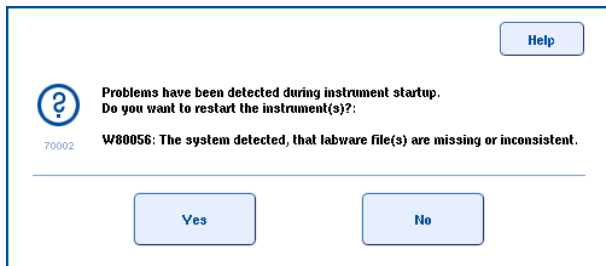 Help
Problems have been detected during instrument startup.
Do you want to restart the instrument(s)?:
70002
W80056: The system detected, that labware file(s) are missing or inconsistent.
Yes
No